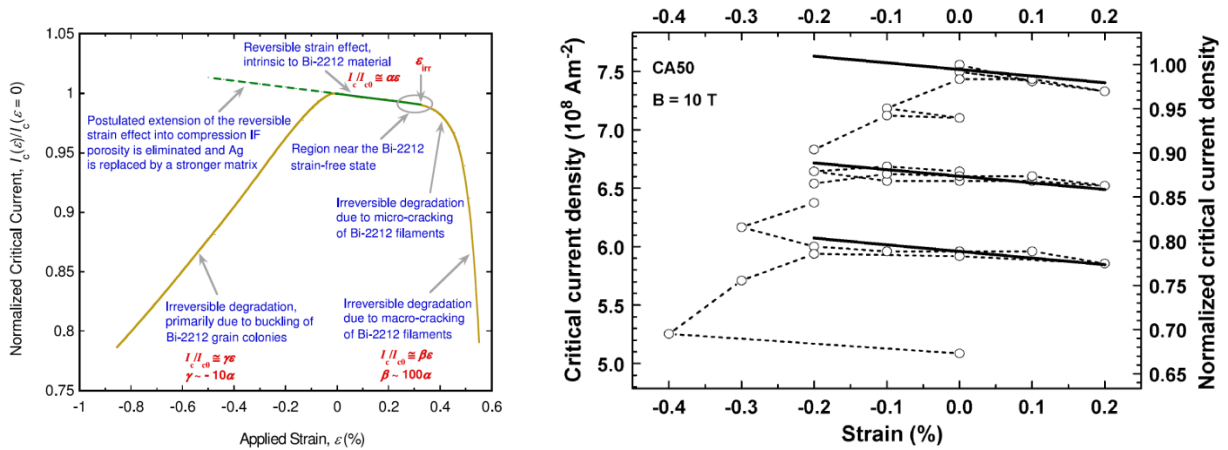 Normalized Critical Current, I_c(ε)/I_c(ε = 0)
1.05
1
0.95
0.9
0.85
0.8
0.75
Reversible strain effect,
intrinsic to Bi-2212
material
I_c/I_c0 ≅ αε
ε_irr
Postulated extension of the reversible
strain effect into compression IF
porosity is eliminated and Ag
is replaced by a stronger matrix
Region near the Bi-2212
strain-free state
Irreversible degradation
due to micro-cracking
of Bi-2212 filaments
Irreversible degradation,
primarily due to buckling of
Bi-2212 grain colonies
I_c/I_c0 ≅ γε
γ ~ - 10α
Irreversible degradation
due to macro-cracking
of Bi-2212 filaments
I_c/I_c0 ≅ βε
β ~ 100α
-1 -0.8 -0.6 -0.4 -0.2 0 0.2 0.4 0.6
Applied Strain, ε (%)
-0.4 -0.3 -0.2 -0.1 0.0 0.1 0.2
Critical current density (10⁸ Am⁻²)
7.5
7.0
6.5
6.0
5.5
5.0
CA50
B = 10 T
1.00
0.95
0.90
0.85
0.80
0.75
0.70
0.65
Normalized critical current density
-0.4 -0.3 -0.2 -0.1 0.0 0.1 0.2
Strain (%)